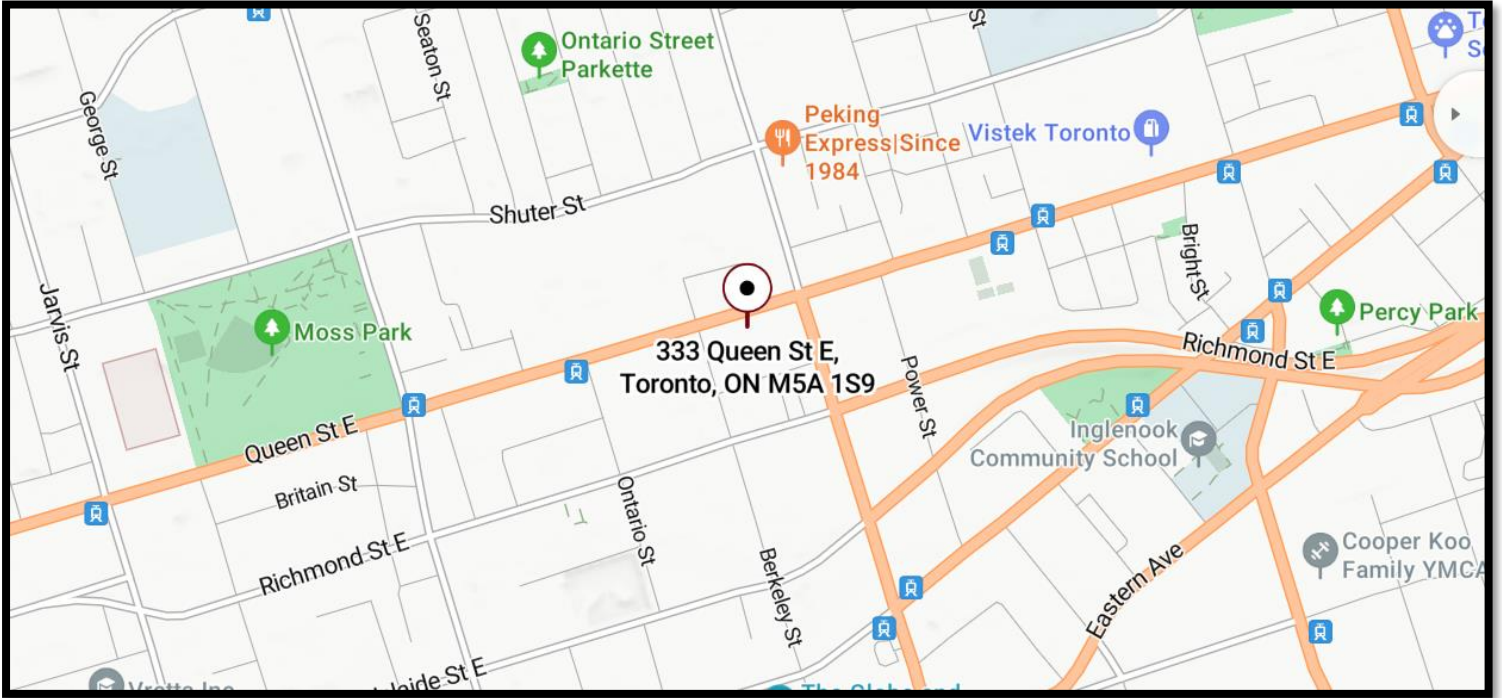 Seaton St
Ontario Street
Parkette
St
George St
Peking
Express|Since
1984
Vistek Toronto
Shuter St
Bright St
Jarvis St
Moss Park
Percy Park
333 Queen St E,
Toronto, ON M5A 1S9
Richmond St E
Power St
Queen St E
Inglenook
Community School
Britain St
Ontario St
Richmond St E
Berkeley St
Eastern Ave
Cooper Koo
Family YMCA